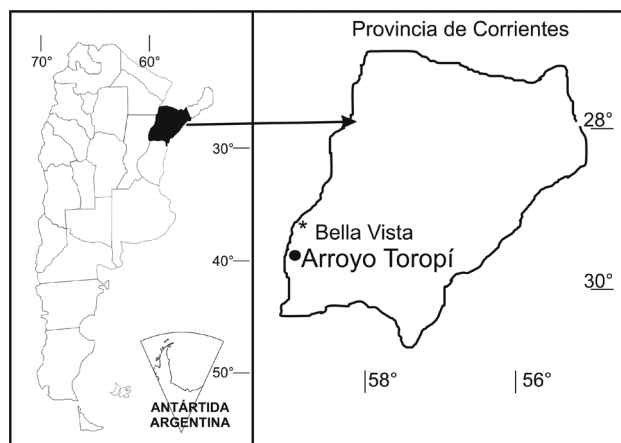 70°
60°
30°
40°
50°
ANTÁRTIDA
ARGENTINA
Provincia de Corrientes
28°
* Bella Vista
Arroyo Toropí
30°
58°
56°